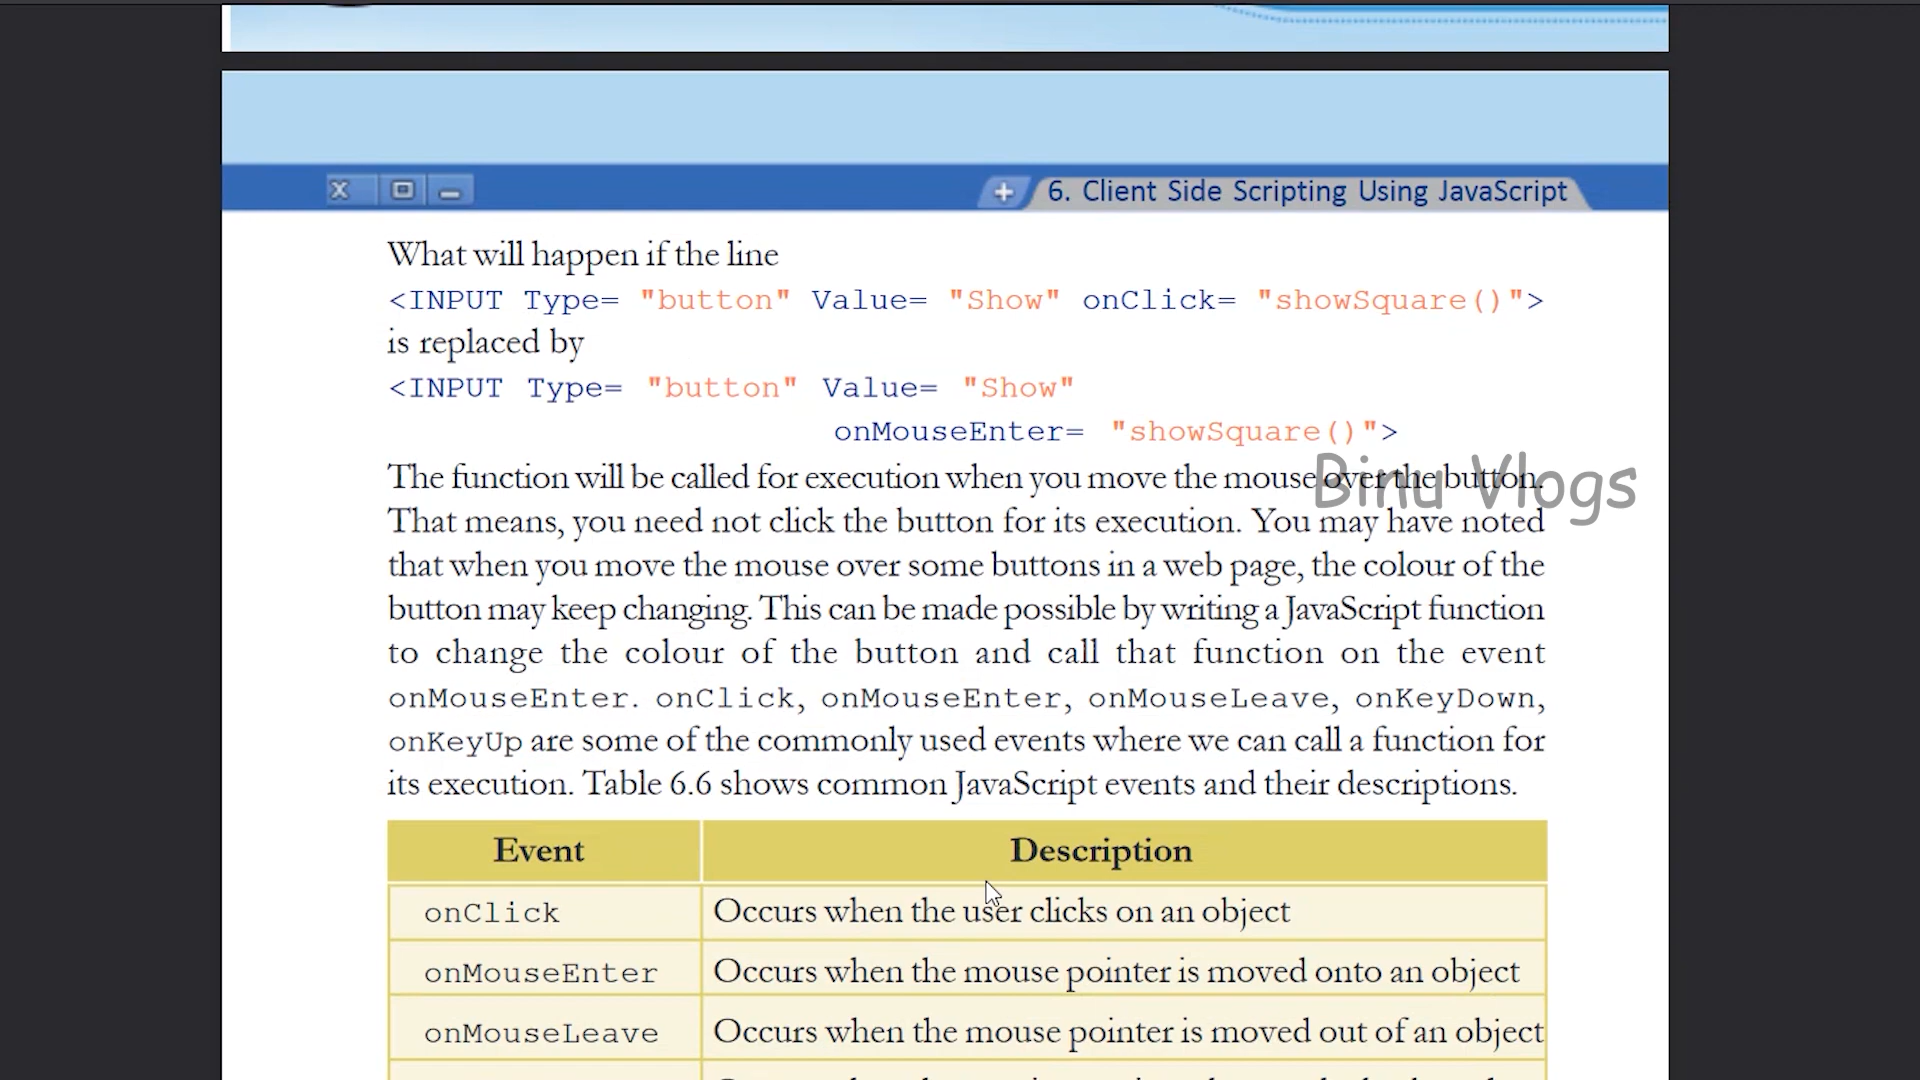 6. Client Side Scripting Using JavaScript
What will happen if the line
<INPUT Type= "button" Value= "Show" onClick= "showSquare()">
is replaced by
<INPUT Type= "button" Value= "Show"
onMouseEnter= "showSquare()">
The function will be called for execution when you move the mouse over the button.
Binu Vlogs
That means, you need not click the button for its execution. You may have noted
that when you move the mouse over some buttons in a web page, the colour of the
button may keep changing. This can be made possible by writing a JavaScript function
to change the colour of the button and call that function on the event
onMouseEnter. onClick, onMouseEnter, onMouseLeave, onKeyDown,
onKeyUp are some of the commonly used events where we can call a function for
its execution. Table 6.6 shows common JavaScript events and their descriptions.
Event Description
onClick Occurs when the user clicks on an object
onMouseEnter Occurs when the mouse pointer is moved onto an object
onMouseLeave Occurs when the mouse pointer is moved out of an object